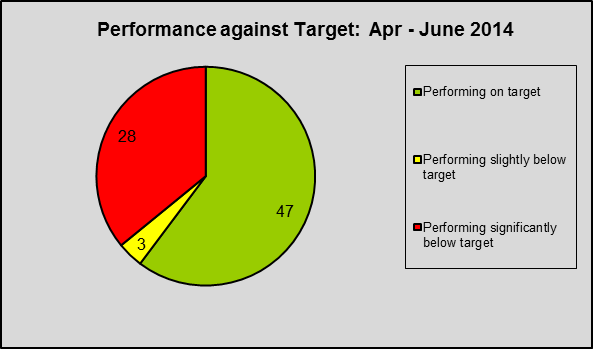 Performance against Target:  Apr - June 2014
28
47
3
Performing on target
Performing slightly below
target
Performing significantly
below target